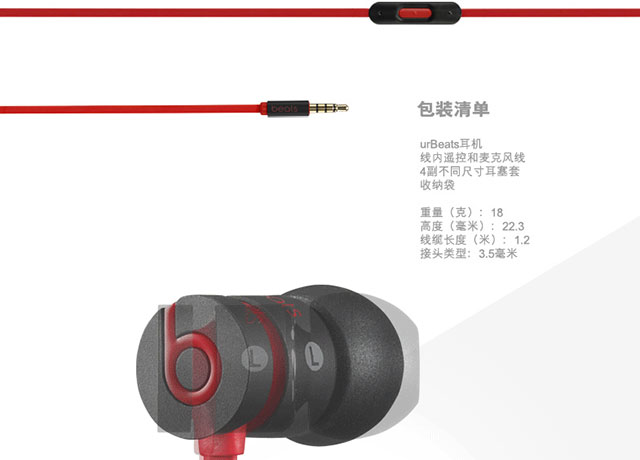 beats
包装清单
urBeats耳机
线内遥控和麦克风线
4副不同尺寸耳塞套
收纳袋
重量（克）：18
高度（毫米）：22.3
线缆长度（米）：1.2
接头类型：3.5毫米
b
L
L